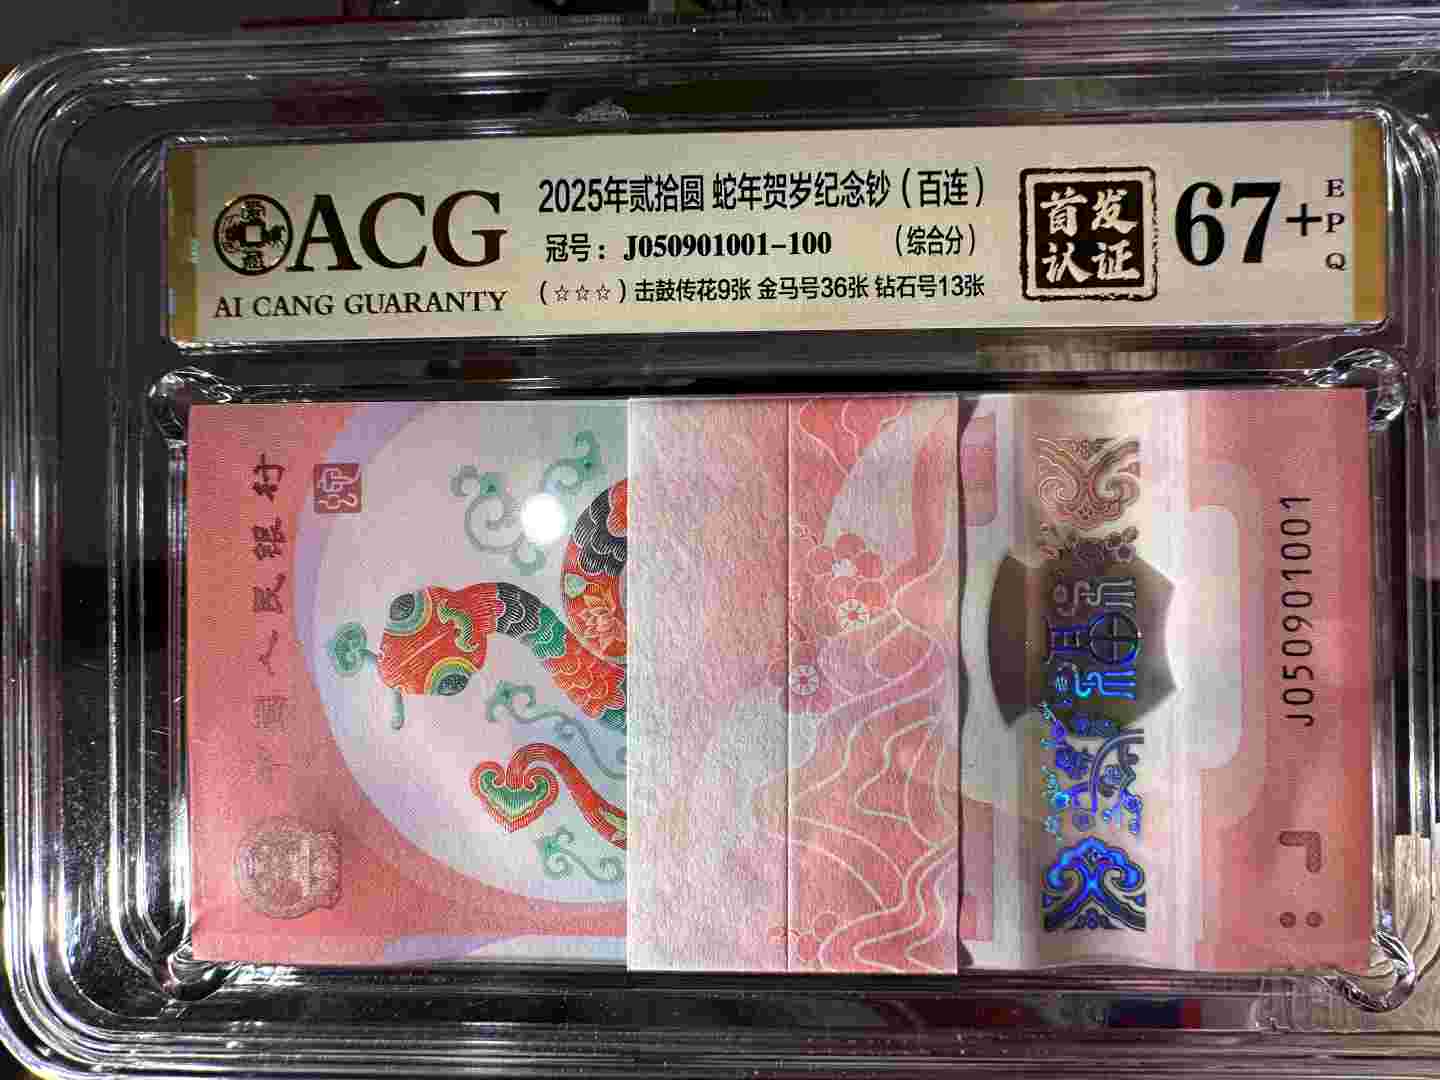 ACG
AI CANG GUARANTY
2025年贰拾圆 蛇年贺岁纪念钞（百连）
冠号：J050901001-100 （综合分）
（☆☆☆）击鼓传花9张 金马号36张 钻石号13张
首发
认证
67+
EPQ
中国人民银行
J050901001